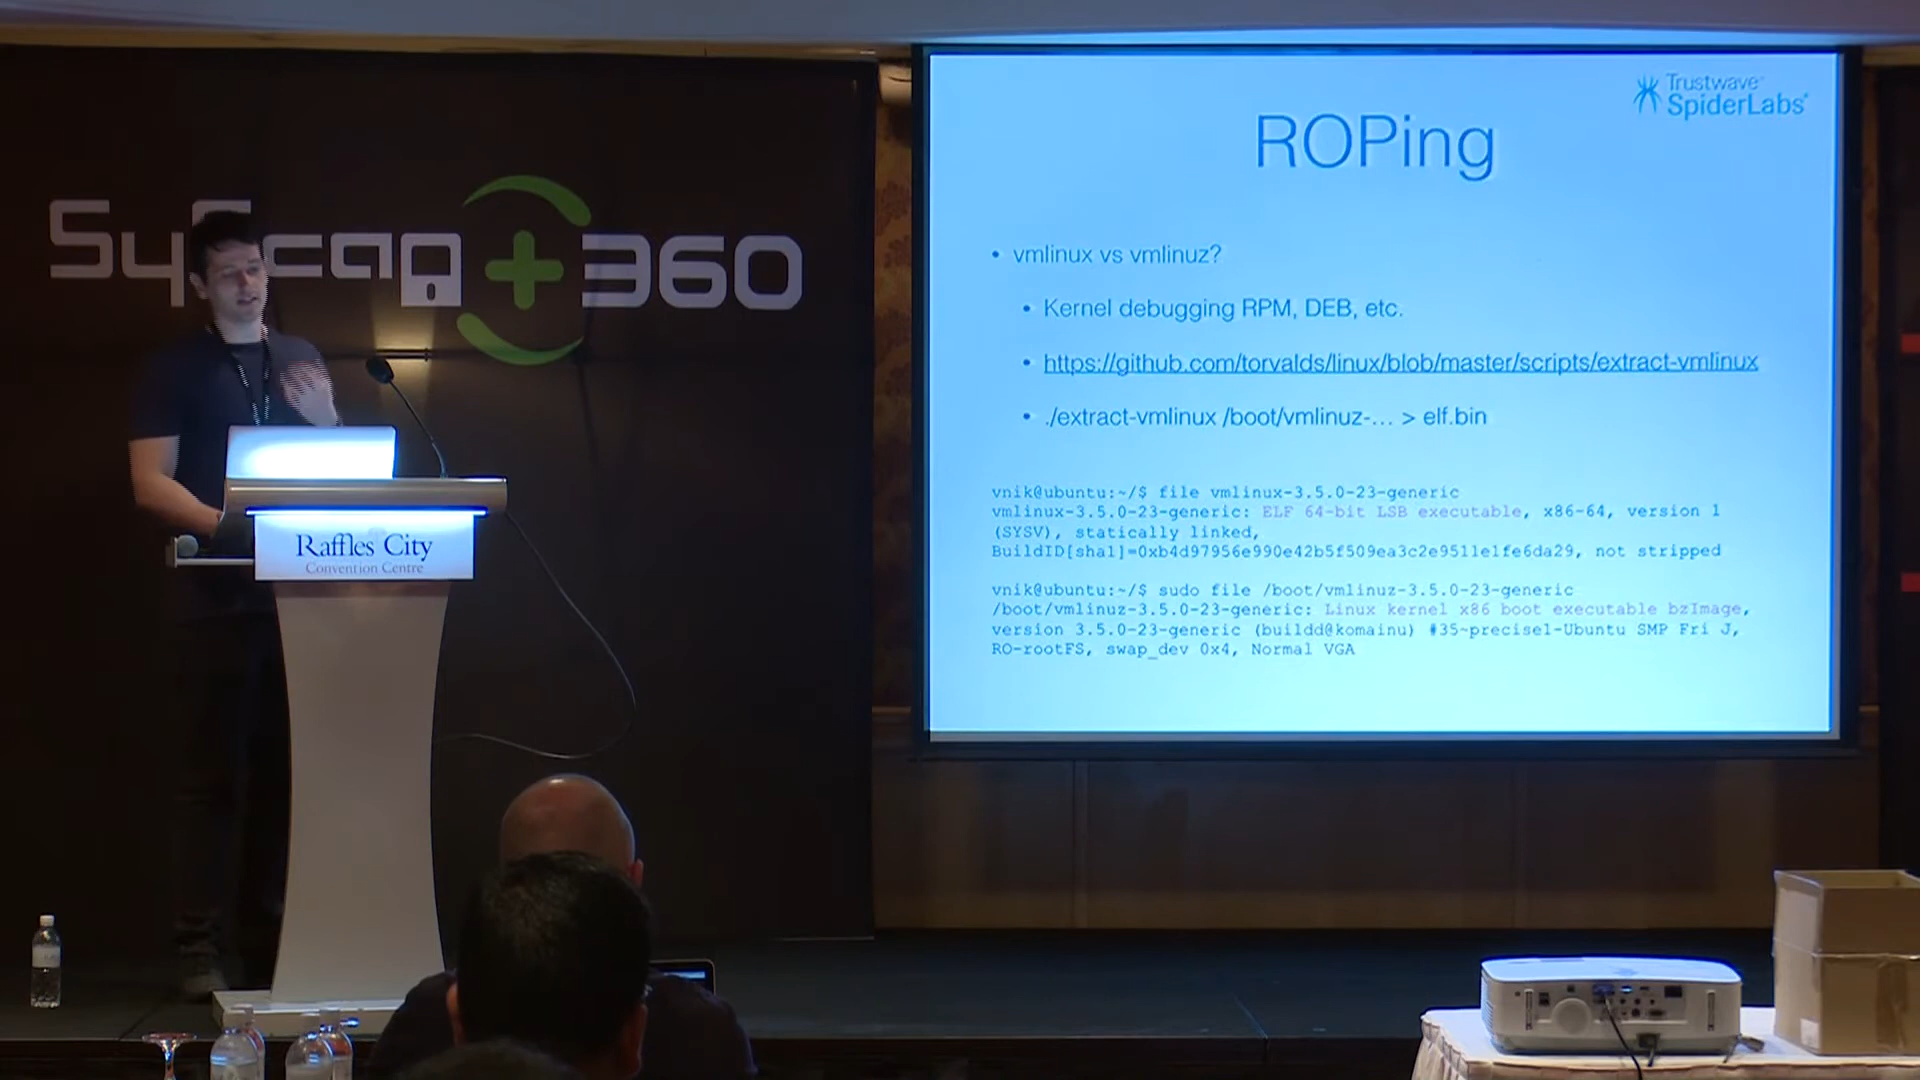 SyScan+360
Raffles City
Convention Centre
Trustwave®
SpiderLabs®
ROPing
• vmlinux vs vmlinuz?
• Kernel debugging RPM, DEB, etc.
• https://github.com/torvalds/linux/blob/master/scripts/extract-vmlinux
• ./extract-vmlinux /boot/vmlinuz-... > elf.bin
vnik@ubuntu:~/$ file vmlinux-3.5.0-23-generic
vmlinux-3.5.0-23-generic: ELF 64-bit LSB executable, x86-64, version 1
(SYSV), statically linked,
BuildID[sha1]=0xb4d97956e990e42b5f509ea3c2e9511e1fe6da29, not stripped
vnik@ubuntu:~/$ sudo file /boot/vmlinuz-3.5.0-23-generic
/boot/vmlinuz-3.5.0-23-generic: Linux kernel x86 boot executable bzImage,
version 3.5.0-23-generic (buildd@komainu) #35~precise1-Ubuntu SMP Fri J,
RO-rootFS, swap_dev 0x4, Normal VGA